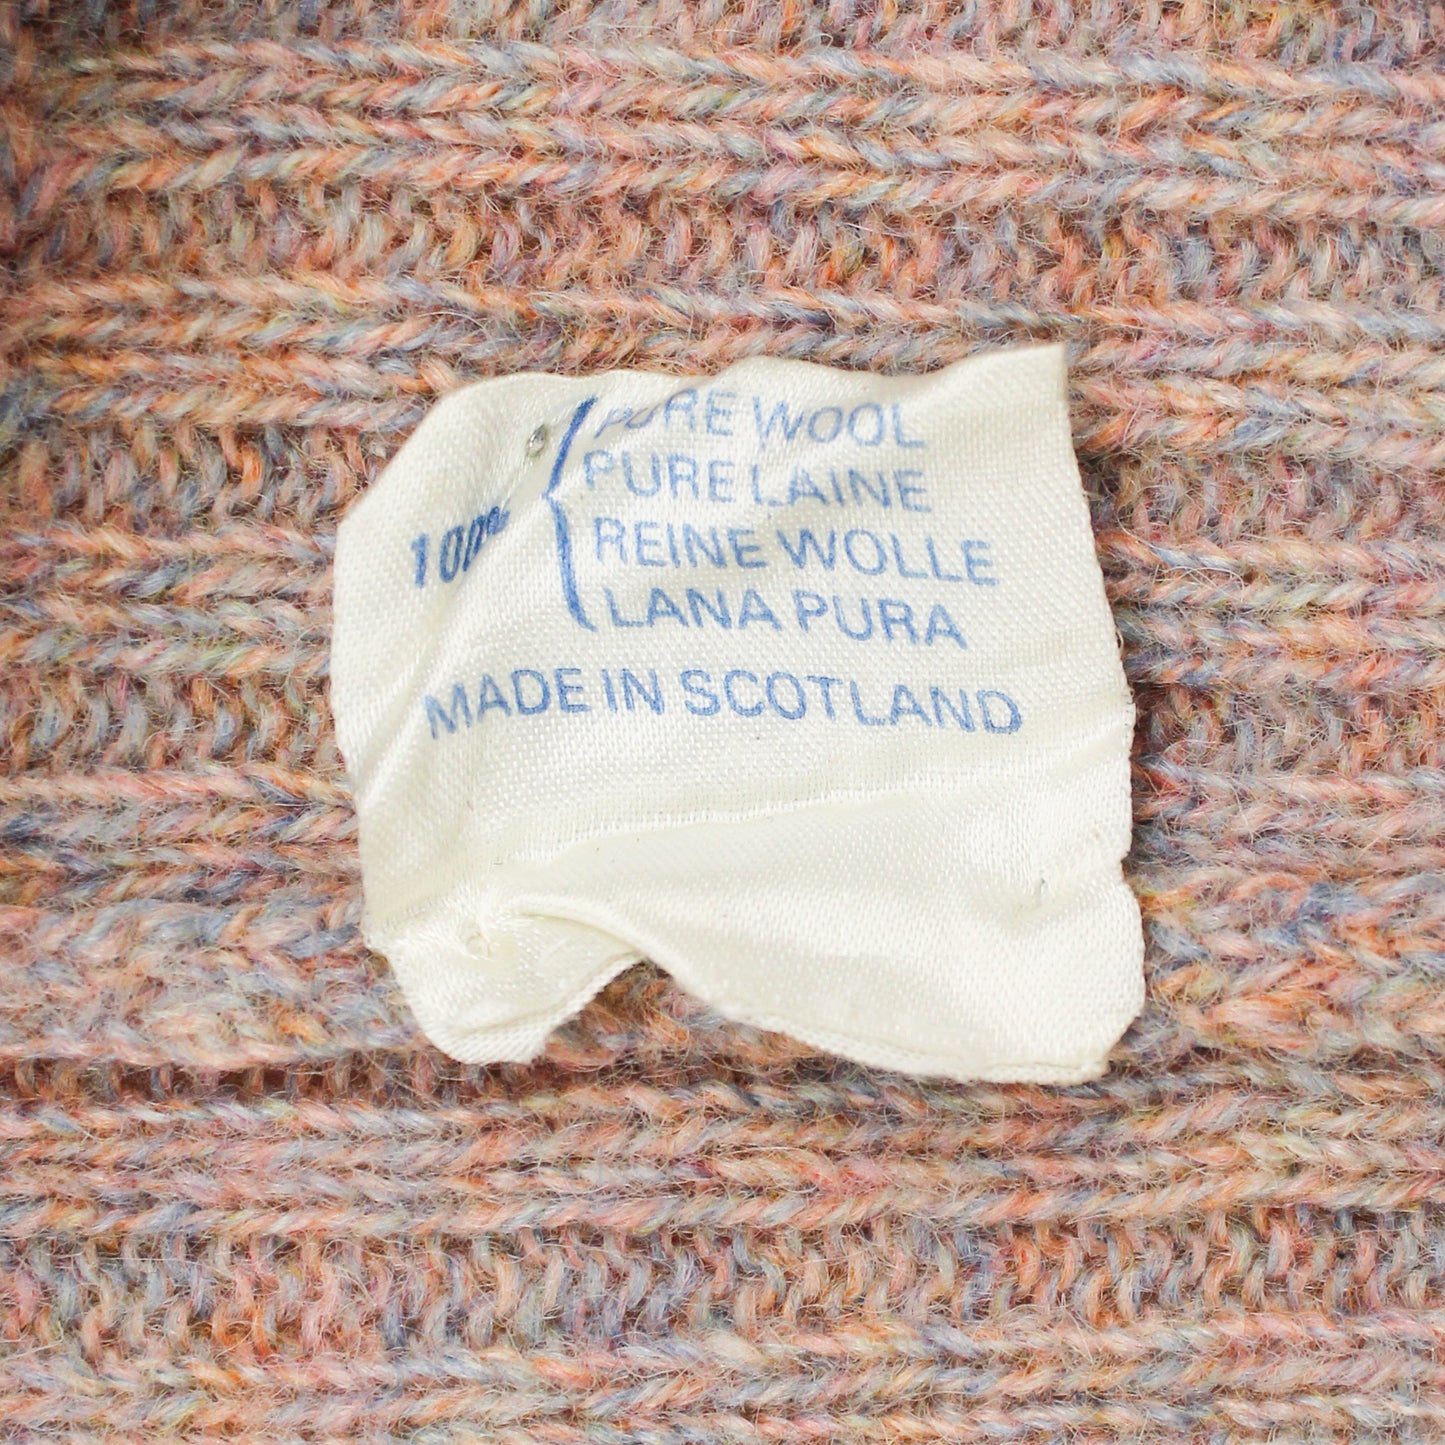 PURE WOOL
PURE LAINE
100% REINE WOLLE
LANA PURA
MADE IN SCOTLAND